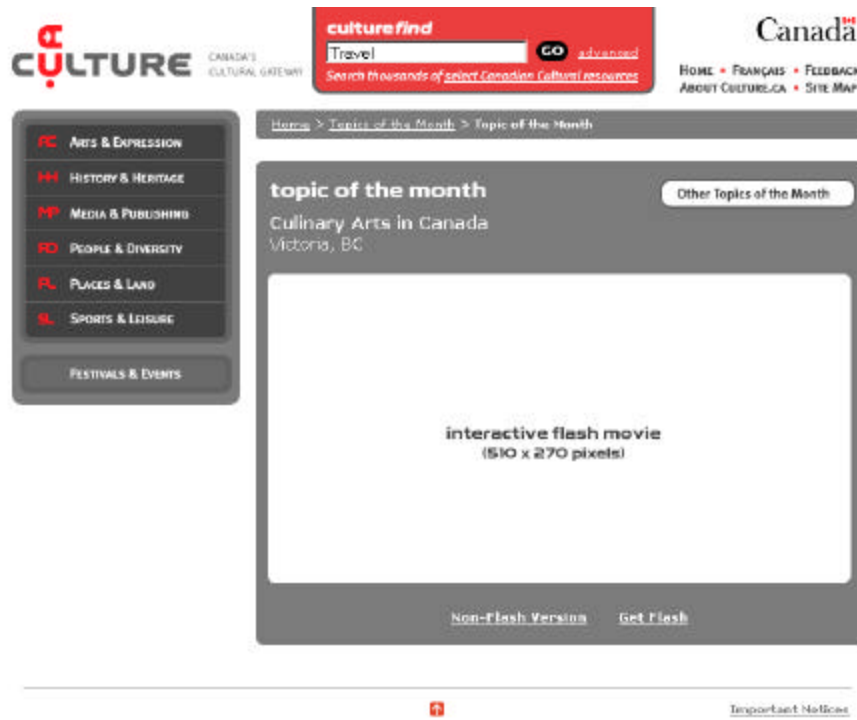 CULTURE.CA
CANADA'S
CULTURAL GATEWAY
culturefind
Travel
GO advanced
Search thousands of select Canadian Cultural resources
Canada
HOME • FRANÇAIS • FEEDBACK
ABOUT CULTURE.CA • SITE MAP
AE ARTS & EXPRESSION
HH HISTORY & HERITAGE
MP MEDIA & PUBLISHING
PD PEOPLE & DIVERSITY
PL PLACES & LAND
SL SPORTS & LEISURE
FESTIVALS & EVENTS
Home > Topics of the Month > Topic of the Month
topic of the month
Other Topics of the Month
Culinary Arts in Canada
Victoria, BC
interactive flash movie
(510 x 270 pixels)
Non-Flash Version Get Flash
Important Notices